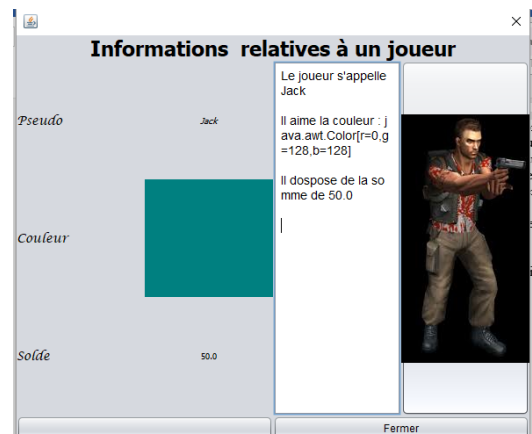 Informations relatives à un joueur
Pseudo
Jack
Couleur
Solde
50.0
Le joueur s'appelle
Jack
Il aime la couleur : j
ava.awt.Color[r=0,g
=128,b=128]
Il dospose de la so
mme de 50.0
Fermer